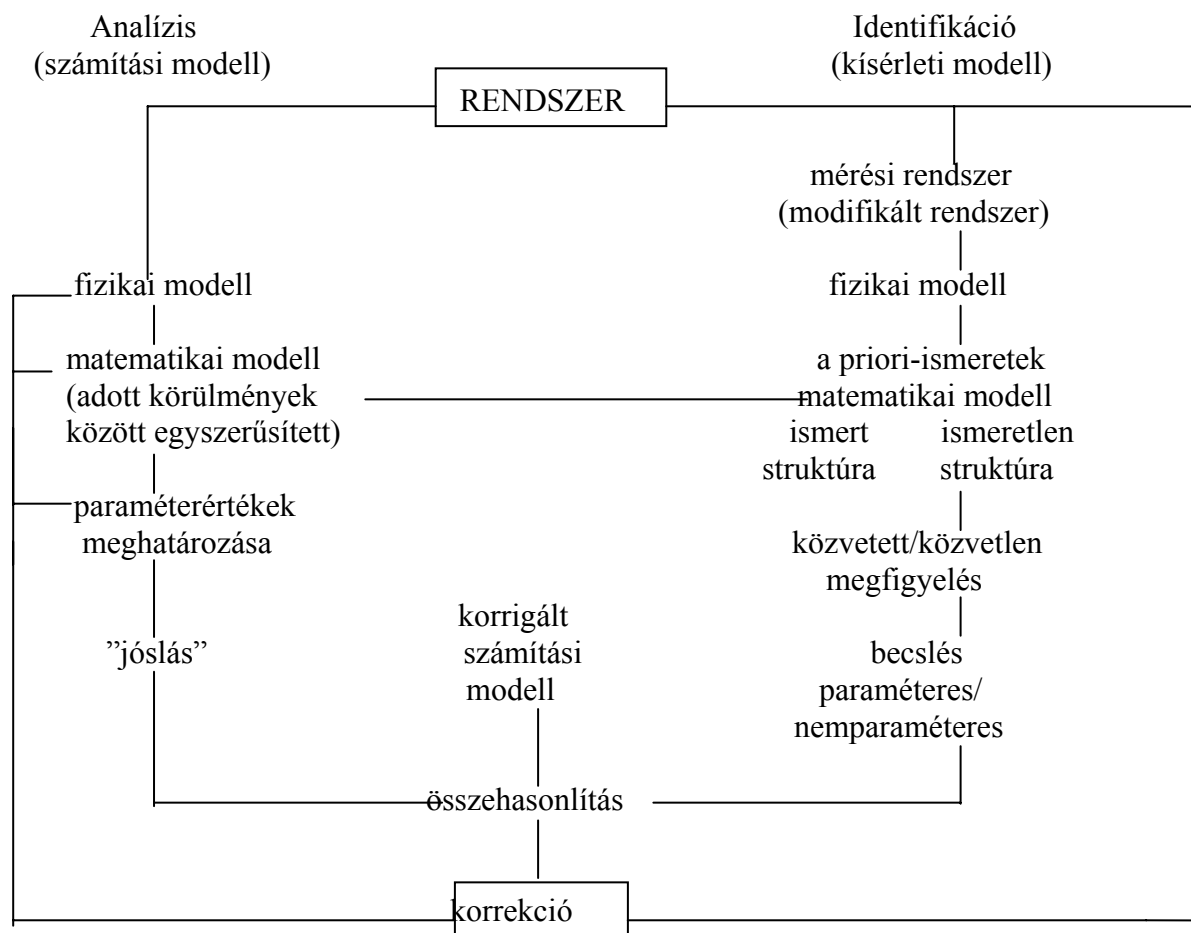 Analízis
(számítási modell)
Identifikáció
(kísérleti modell)
RENDSZER
mérési rendszer
(modifikált rendszer)
fizikai modell
fizikai modell
matematikai modell
(adott körülmények
között egyszerűsített)
a priori-ismeretek
matematikai modell
ismert
struktúra
ismeretlen
struktúra
paraméterértékek
meghatározása
közvetett/közvetlen
megfigyelés
”jóslás”
korrigált
számítási
modell
becslés
paraméteres/
nemparaméteres
összehasonlítás
korrekció